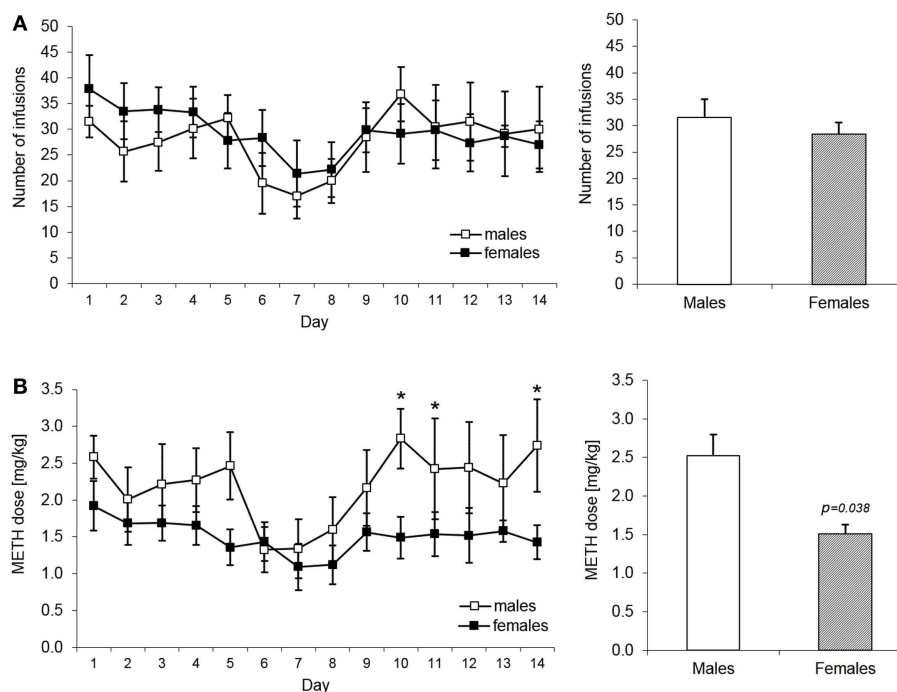 A
Number of infusions
50
45
40
35
30
25
20
15
10
5
0
1 2 3 4 5 6 7 8 9 10 11 12 13 14
Day
males
females
Number of infusions
50
45
40
35
30
25
20
15
10
5
0
Males Females
B
METH dose [mg/kg]
3.5
3.0
2.5
2.0
1.5
1.0
0.5
0.0
* * *
1 2 3 4 5 6 7 8 9 10 11 12 13 14
Day
males
females
METH dose [mg/kg]
3.5
3.0
2.5
2.0
1.5
1.0
0.5
0.0
p=0.038
Males Females